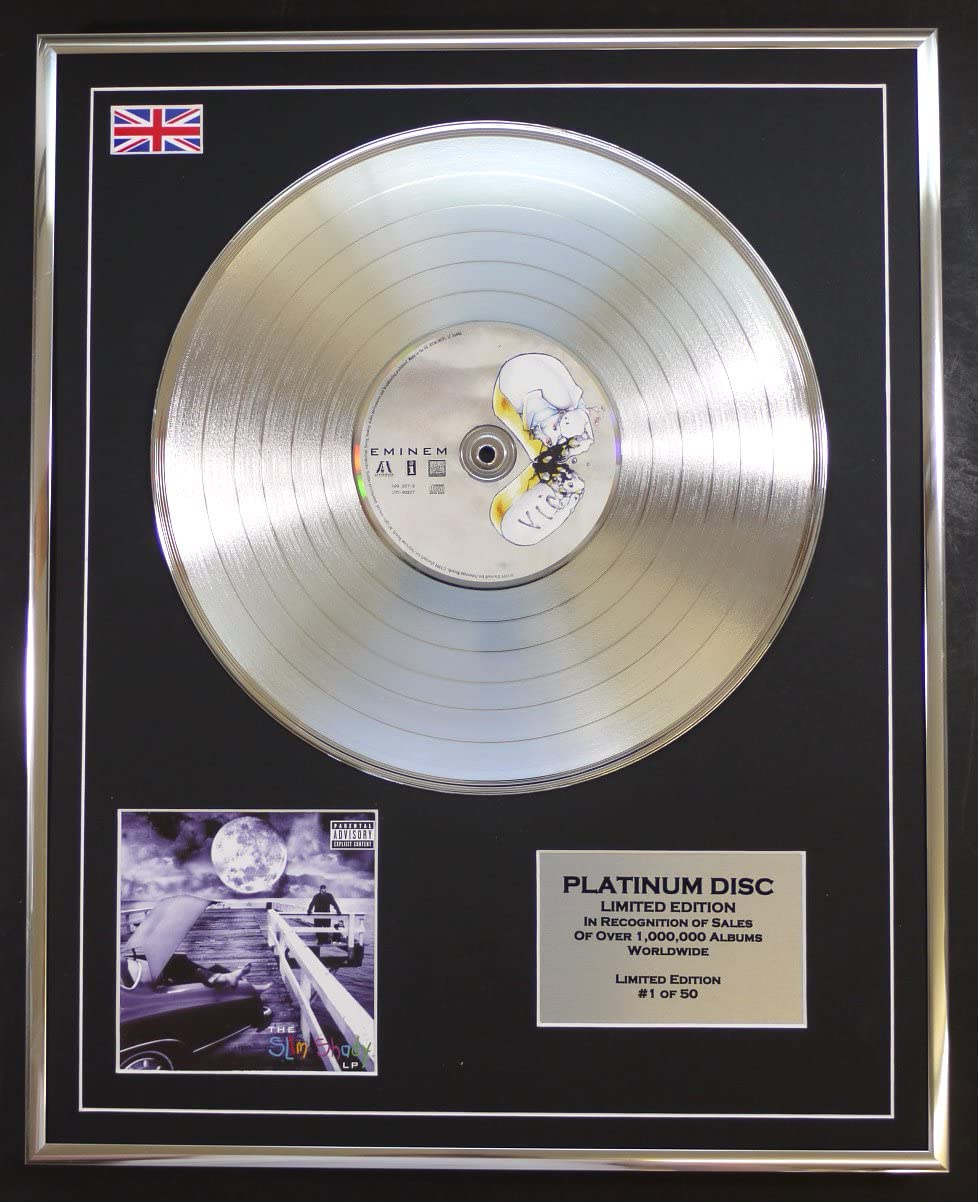 EMINEM
VIC
PARENTAL
ADVISORY
EXPLICIT CONTENT
THE
SLim Shady
LP
PLATINUM DISC
LIMITED EDITION
IN RECOGNITION OF SALES
OF OVER 1,000,000 ALBUMS
WORLDWIDE
LIMITED EDITION
#1 OF 50